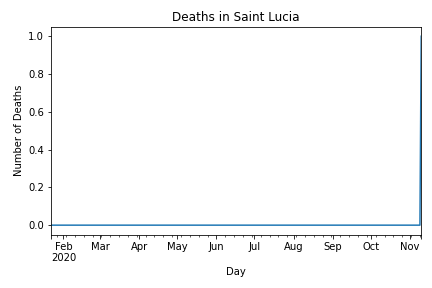 Deaths in Saint Lucia
Number of Deaths
1.0
0.8
0.6
0.4
0.2
0.0
Feb Mar Apr May Jun Jul Aug Sep Oct Nov
2020
Day